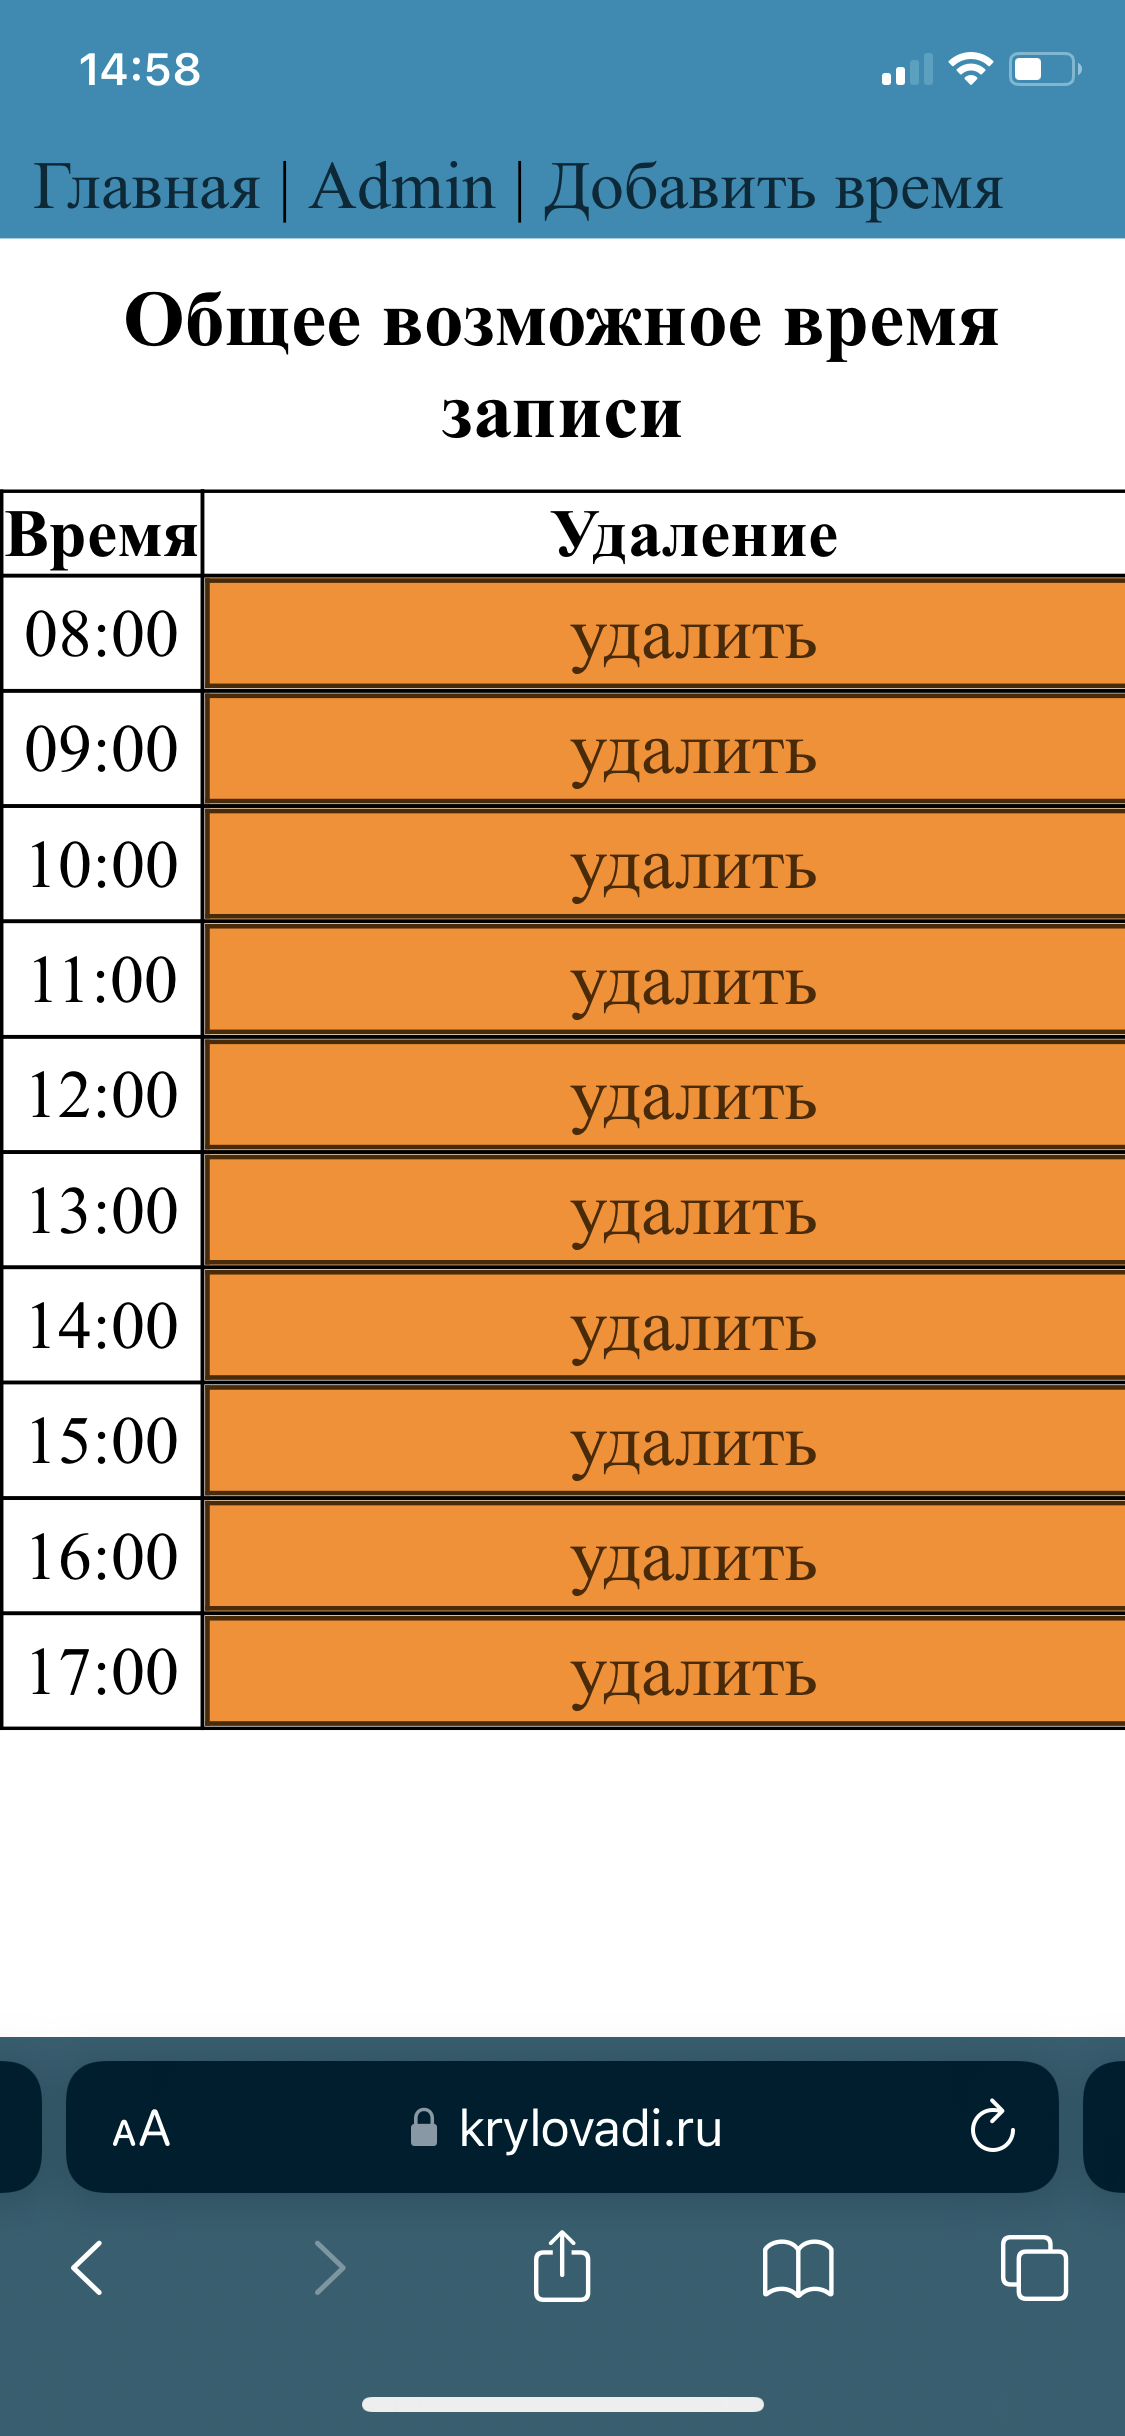 14:58
Главная | Admin | Добавить время
Общее возможное время
записи
Время Удаление
08:00 удалить
09:00 удалить
10:00 удалить
11:00 удалить
12:00 удалить
13:00 удалить
14:00 удалить
15:00 удалить
16:00 удалить
17:00 удалить
AA krylovadi.ru